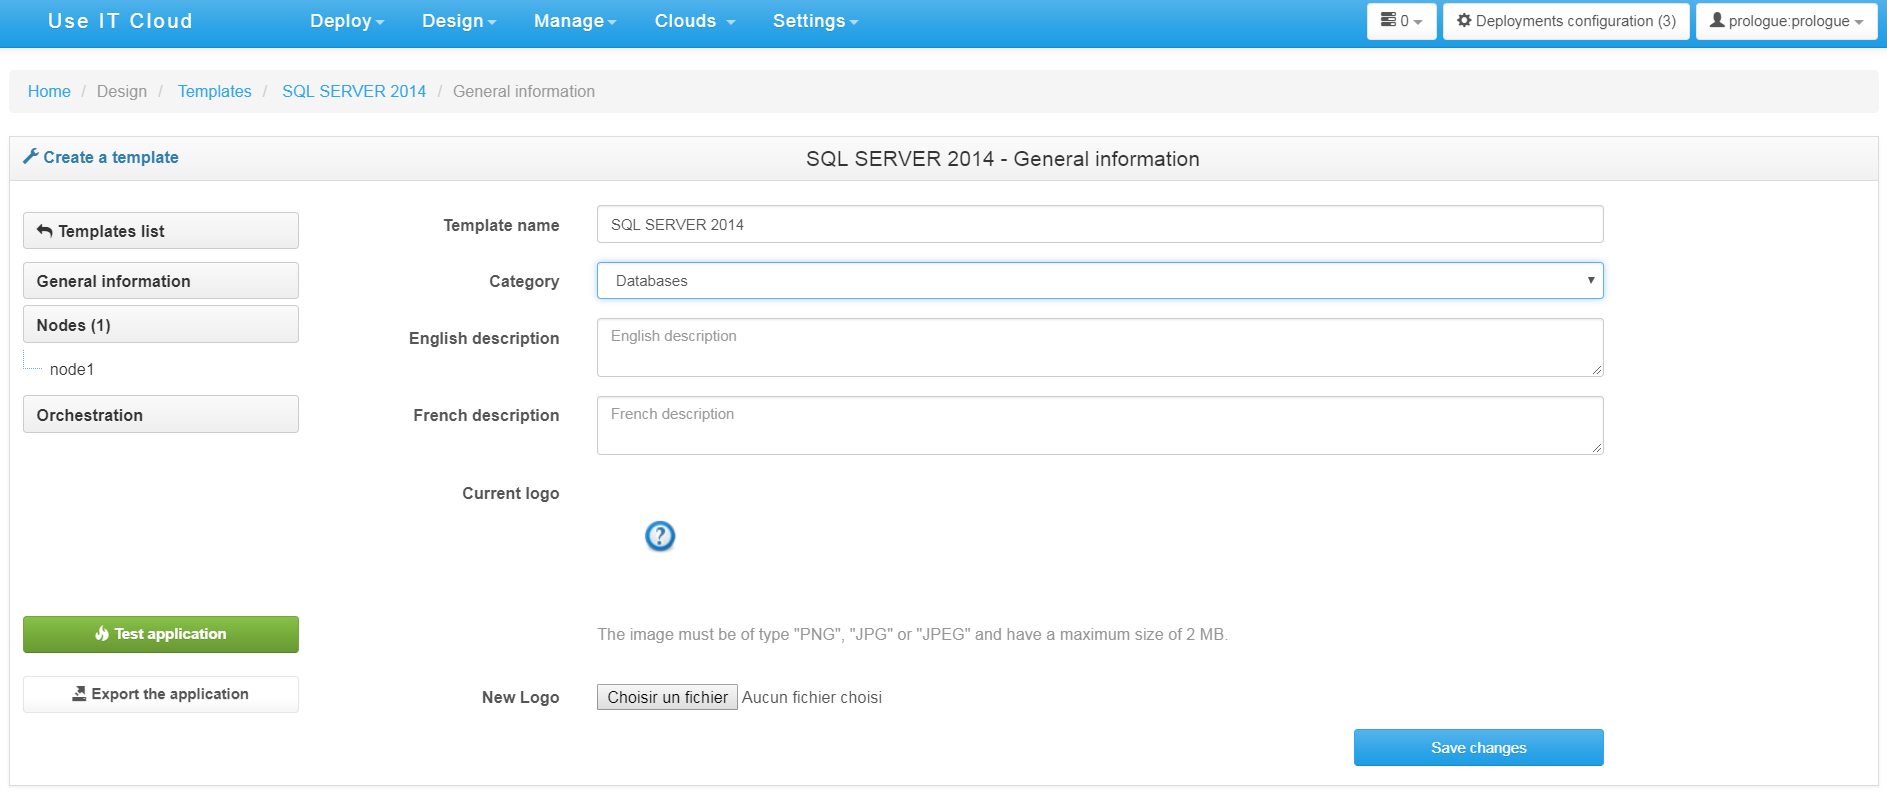 Use IT Cloud Deploy Design Manage Clouds Settings 0 Deployments configuration (3) prologue:prologue
Home / Design / Templates / SQL SERVER 2014 / General information
Create a template SQL SERVER 2014 - General information
Templates list
Template name SQL SERVER 2014
General information
Category Databases
Nodes (1)
English description English description
node1
Orchestration
French description French description
Current logo
?
Test application
The image must be of type "PNG", "JPG" or "JPEG" and have a maximum size of 2 MB.
Export the application
New Logo Choisir un fichier Aucun fichier choisi
Save changes